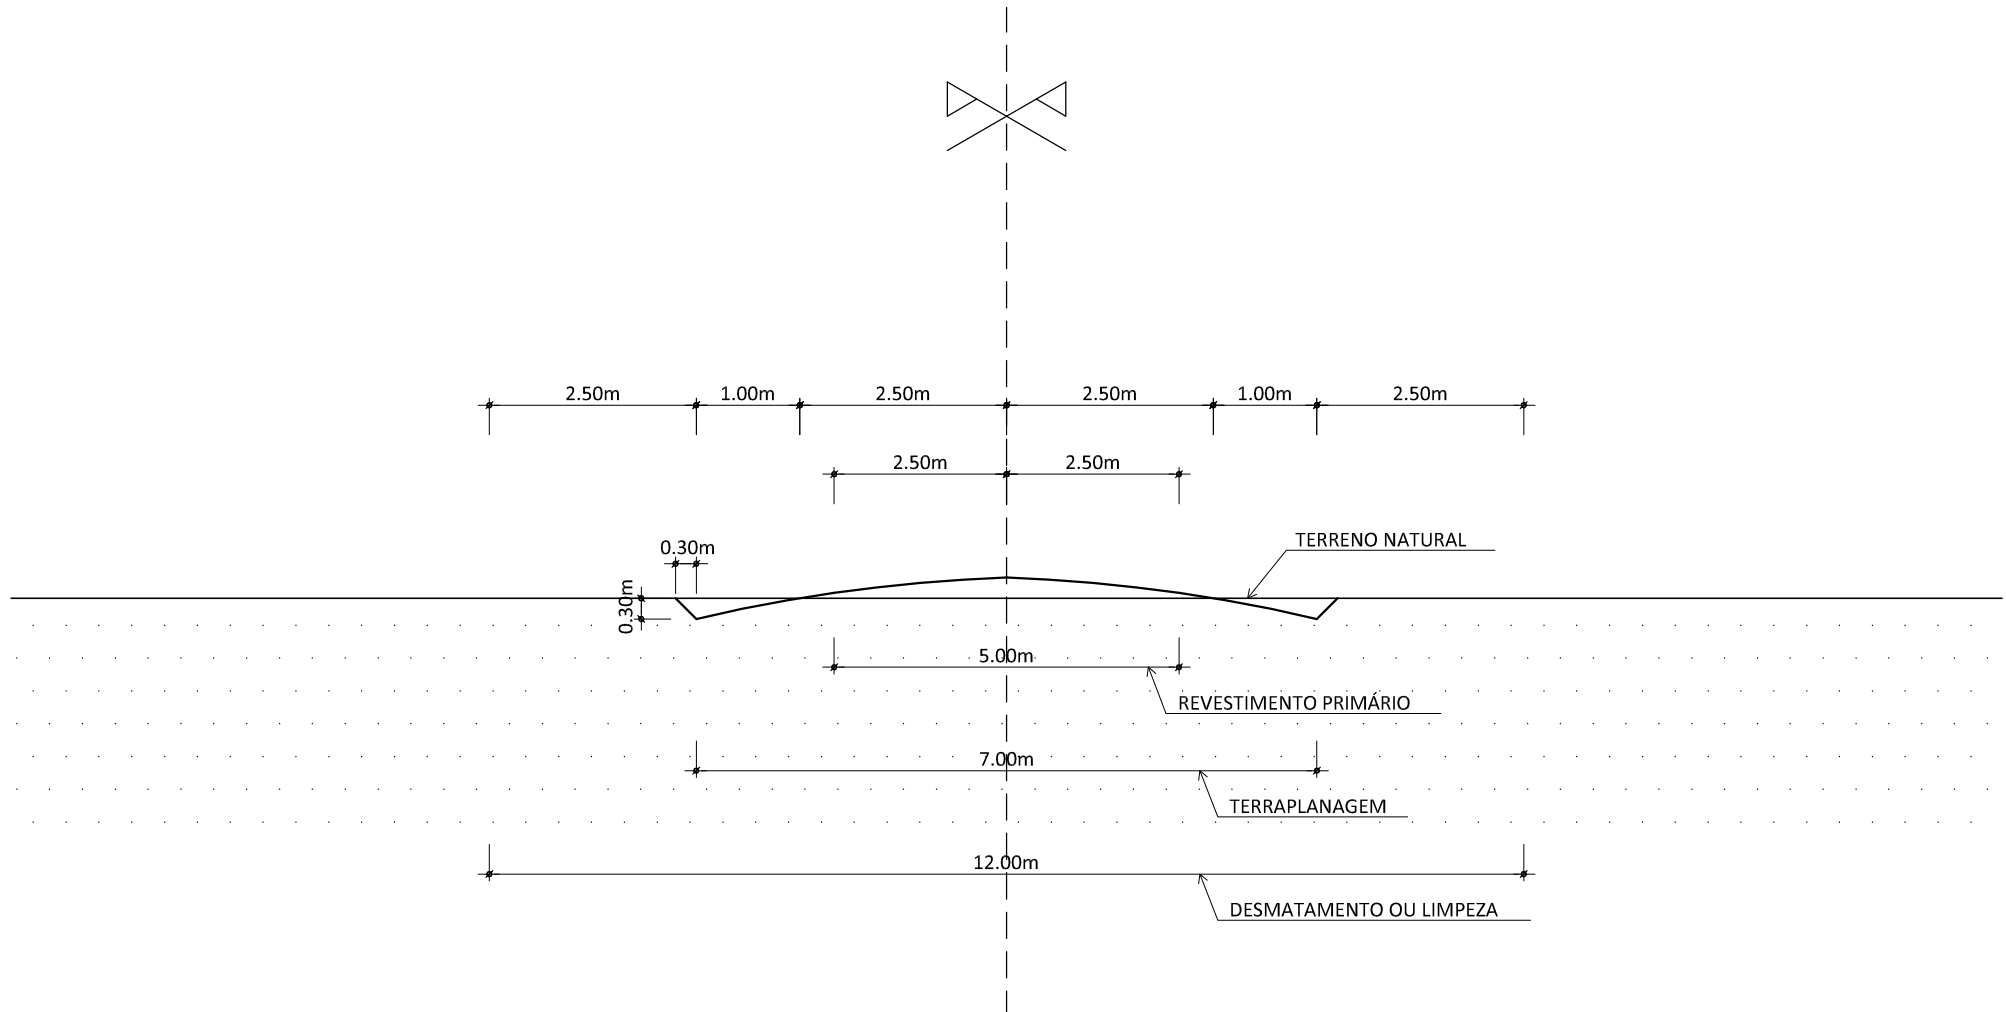 2.50m 1.00m 2.50m 2.50m 1.00m 2.50m
2.50m 2.50m
TERRENO NATURAL
0.30m
0.30m
5.00m
REVESTIMENTO PRIMÁRIO
7.00m
TERRAPLANAGEM
12.00m
DESMATAMENTO OU LIMPEZA